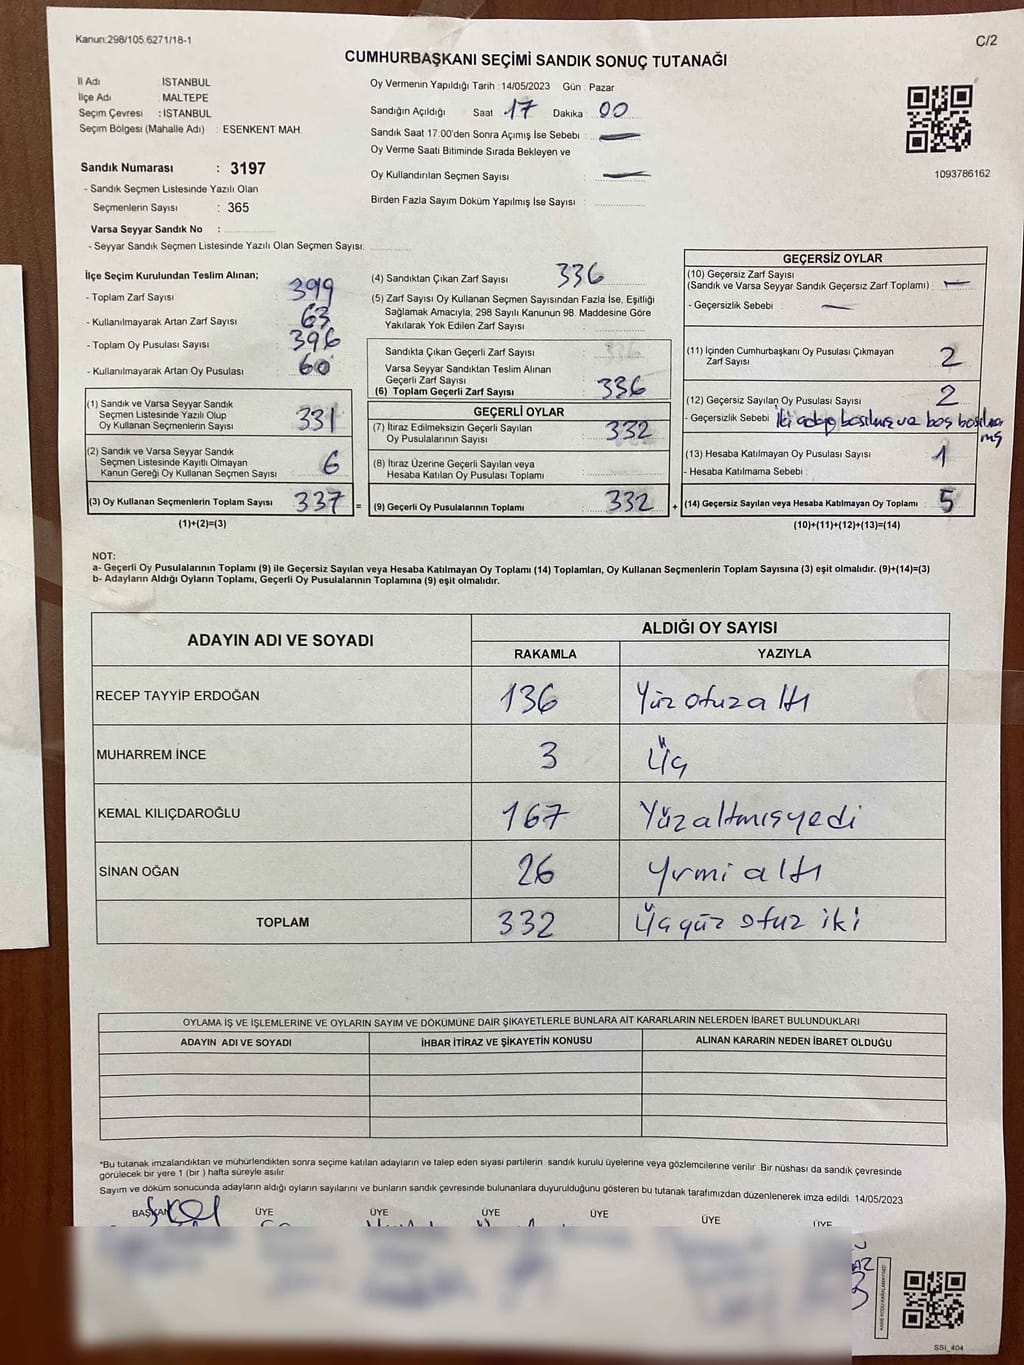 Kanun:298/105.6271/18-1
C/2
CUMHURBAŞKANI SEÇİMİ SANDIK SONUÇ TUTANAĞI
İl Adı : İSTANBUL
İlçe Adı : MALTEPE
Seçim Çevresi : İSTANBUL
Seçim Bölgesi (Mahalle Adı) : ESENKENT MAH.
Sandık Numarası : 3197
- Sandık Seçmen Listesinde Yazılı Olan
Seçmenlerin Sayısı : 365
Varsa Seyyar Sandık No :
- Seyyar Sandık Seçmen Listesinde Yazılı Olan Seçmen Sayısı:
Oy Vermenin Yapıldığı Tarih : 14/05/2023 Gün : Pazar
Sandığın Açıldığı Saat 17 Dakika 00
Sandık Saat 17:00'den Sonra Açımış İse Sebebi : —
Oy Verme Saati Bitiminde Sırada Bekleyen ve
Oy Kullandırılan Seçmen Sayısı : —
Birden Fazla Sayım Döküm Yapılmış İse Sayısı :
1093786162
İlçe Seçim Kurulundan Teslim Alınan;
- Toplam Zarf Sayısı : 399
- Kullanılmayarak Artan Zarf Sayısı : 63
- Toplam Oy Pusulası Sayısı : 396
- Kullanılmayarak Artan Oy Pusulası : 60
(1) Sandık ve Varsa Seyyar Sandık
Seçmen Listesinde Yazılı Olup
Oy Kullanan Seçmenlerin Sayısı : 331
(2) Sandık ve Varsa Seyyar Sandık
Seçmen Listesinde Kayıtlı Olmayan
Kanun Gereği Oy Kullanan Seçmen Sayısı : 6
(3) Oy Kullanan Seçmenlerin Toplam Sayısı 337 =
(1)+(2)=(3)
(4) Sandıktan Çıkan Zarf Sayısı : 336
(5) Zarf Sayısı Oy Kullanan Seçmen Sayısından Fazla İse, Eşitliği
Sağlamak Amacıyla; 298 Sayılı Kanunun 98. Maddesine Göre
Yakılarak Yok Edilen Zarf Sayısı :
Sandıkta Çıkan Geçerli Zarf Sayısı :
Varsa Seyyar Sandıktan Teslim Alınan
Geçerli Zarf Sayısı :
(6) Toplam Geçerli Zarf Sayısı : 336
GEÇERLİ OYLAR
(7) İtiraz Edilmeksizin Geçerli Sayılan
Oy Pusulalarının Sayısı : 332
(8) İtiraz Üzerine Geçerli Sayılan veya
Hesaba Katılan Oy Pusulası Toplamı :
(9) Geçerli Oy Pusulalarının Toplamı : 332 +
GEÇERSİZ OYLAR
(10) Geçersiz Zarf Sayısı
(Sandık ve Varsa Seyyar Sandık Geçersiz Zarf Toplamı) : —
- Geçersizlik Sebebi : —
(11) İçinden Cumhurbaşkanı Oy Pusulası Çıkmayan
Zarf Sayısı : 2
(12) Geçersiz Sayılan Oy Pusulası Sayısı : 2
- Geçersizlik Sebebi : İki adaya basılmış ve boş basılmamış
(13) Hesaba Katılmayan Oy Pusulası Sayısı : 1
- Hesaba Katılmama Sebebi :
(14) Geçersiz Sayılan veya Hesaba Katılmayan Oy Toplamı : 5
(10)+(11)+(12)+(13)=(14)
NOT:
a- Geçerli Oy Pusulalarının Toplamı (9) ile Geçersiz Sayılan veya Hesaba Katılmayan Oy Toplamı (14) Toplamları, Oy Kullanan Seçmenlerin Toplam Sayısına (3) eşit olmalıdır. (9)+(14)=(3)
b- Adayların Aldığı Oyların Toplamı, Geçerli Oy Pusulalarının Toplamına (9) eşit olmalıdır.
ADAYIN ADI VE SOYADI ALDIĞI OY SAYISI
RAKAMLA YAZIYLA
RECEP TAYYİP ERDOĞAN 136 Yüz otuz altı
MUHARREM İNCE 3 Üç
KEMAL KILIÇDAROĞLU 167 Yüzaltmışyedi
SİNAN OĞAN 26 Yirmi altı
TOPLAM 332 Üçyüz otuz iki
OYLAMA İŞ VE İŞLEMLERİNE VE OYLARIN SAYIM VE DÖKÜMÜNE DAİR ŞİKAYETLERLE BUNLARA AİT KARARLARIN NELERDEN İBARET BULUNDUKLARI
ADAYIN ADI VE SOYADI İHBAR İTİRAZ VE ŞİKAYETİN KONUSU ALINAN KARARIN NEDEN İBARET OLDUĞU
*Bu tutanak imzalandıktan ve mühürlendikten sonra seçime katılan adayların ve talep eden siyasi partilerin sandık kurulu üyelerine veya gözlemcilerine verilir. Bir nüshası da sandık çevresinde
görülecek bir yere 1 (bir ) hafta süreyle asılır.
Sayım ve döküm sonucunda adayların aldığı oyların sayılarını ve bunların sandık çevresinde bulunanlara duyurulduğunu gösteren bu tutanak tarafımızdan düzenlenerek imza edildi. 14/05/2023
BAŞKAN ÜYE ÜYE ÜYE ÜYE ÜYE ÜYE
SSI_404